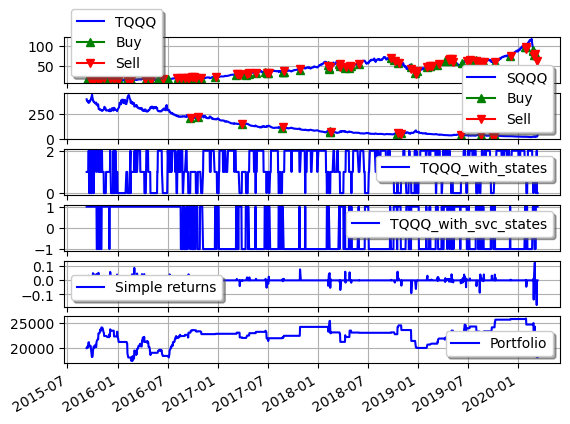 TQQQ
Buy
Sell
100
50
SQQQ
Buy
Sell
250
0
TQQQ_with_states
2
0
TQQQ_with_svc_states
1
0
−1
Simple returns
0.1
0.0
−0.1
Portfolio
25000
20000
2015-07
2016-01
2016-07
2017-01
2017-07
2018-01
2018-07
2019-01
2019-07
2020-01